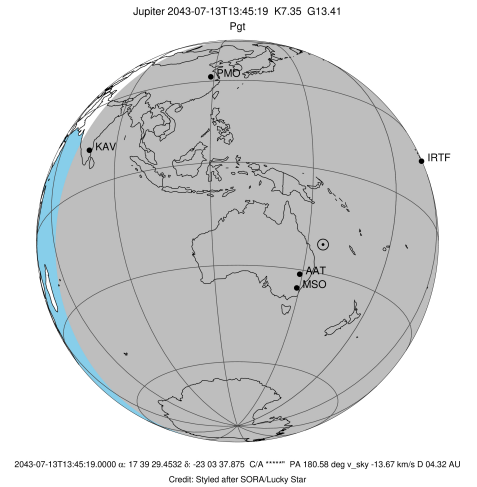 Jupiter 2043-07-13T13:45:19 K7.35 G13.41
Pgt
PMO
KAV
IRTF
AAT
MSO
2043-07-13T13:45:19.0000 α: 17 39 29.4532 δ: -23 03 37.875 C/A *****" PA 180.58 deg v_sky -13.67 km/s D 04.32 AU
Credit: Styled after SORA/Lucky Star